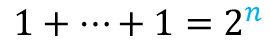 1 + ⋯ + 1 = 2ⁿ